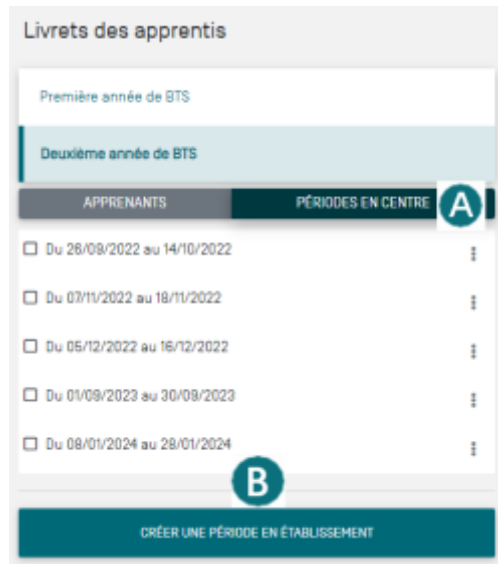 Livrets des apprentis
Première année de BTS
Deuxième année de BTS
APPRENANTS
PÉRIODES EN CENTRE
A
Du 26/09/2022 au 14/10/2022
Du 07/11/2022 au 18/11/2022
Du 05/12/2022 au 16/12/2022
Du 01/09/2023 au 30/09/2023
Du 08/01/2024 au 28/01/2024
B
CRÉER UNE PÉRIODE EN ÉTABLISSEMENT